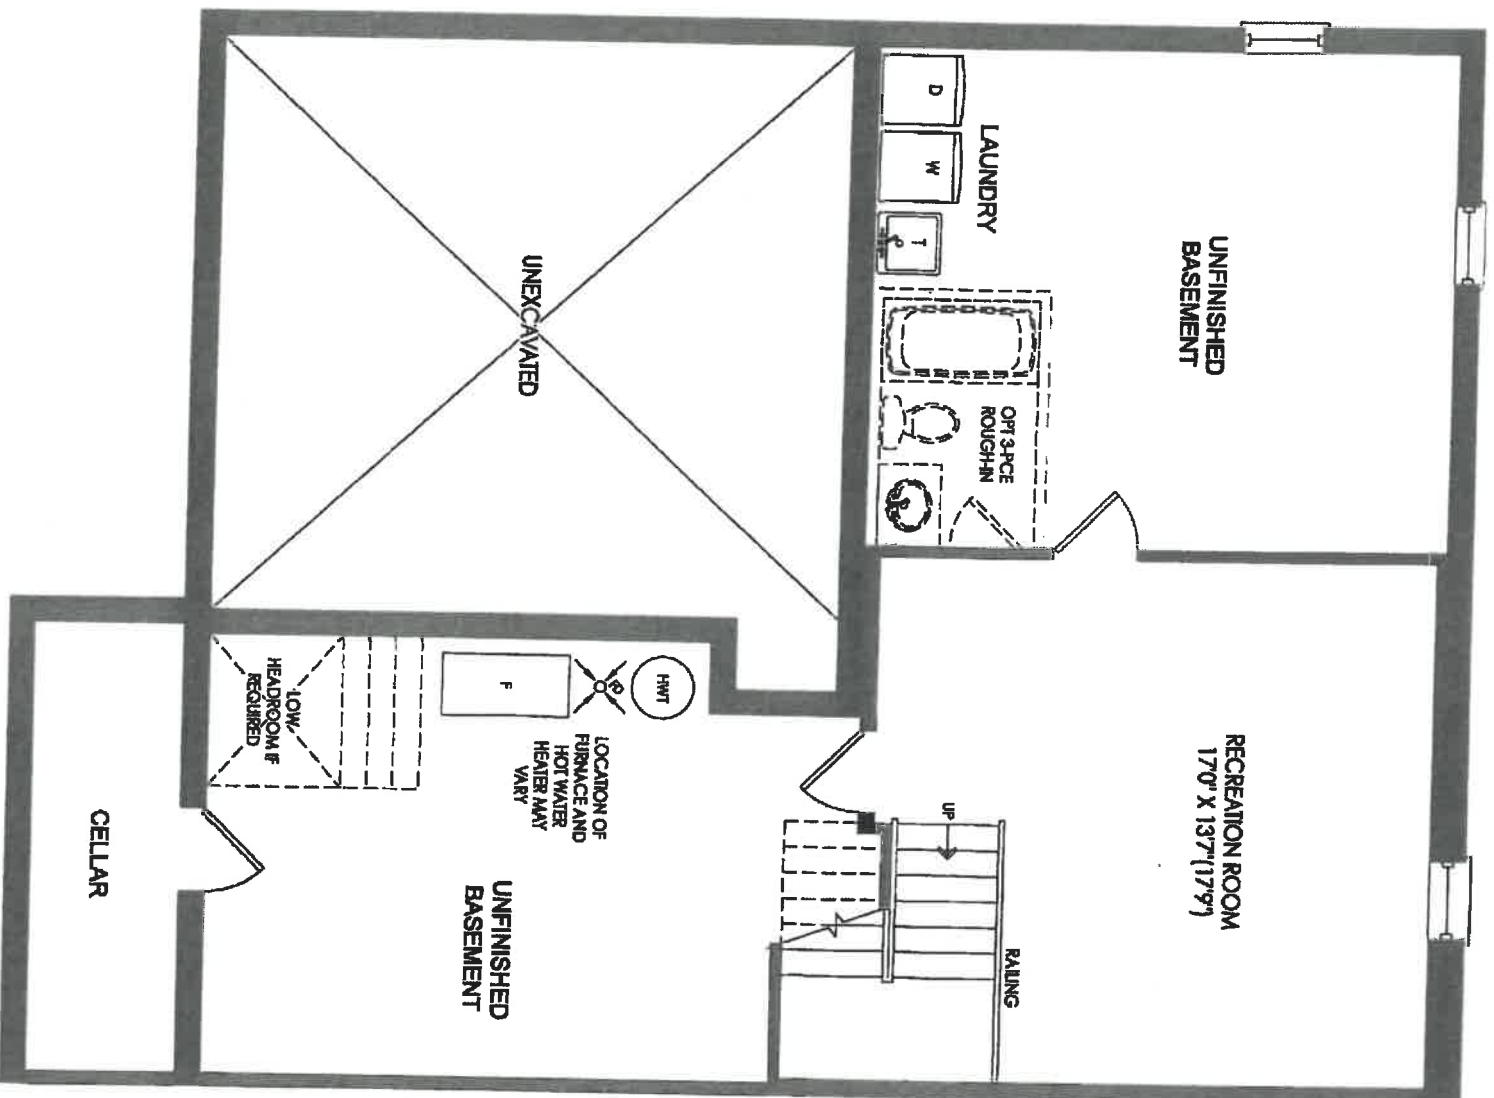 D
W
T
LAUNDRY
UNFINISHED
BASEMENT
OPT 3-PCE
ROUGH-IN
UNEXCAVATED
RECREATION ROOM
17'0" X 13'7"(17'9")
UP
RAILING
HWT
FD
F
LOCATION OF
FURNACE AND
HOT WATER
HEATER MAY
VARY
LOW
HEADROOM IF
REQUIRED
UNFINISHED
BASEMENT
CELLAR